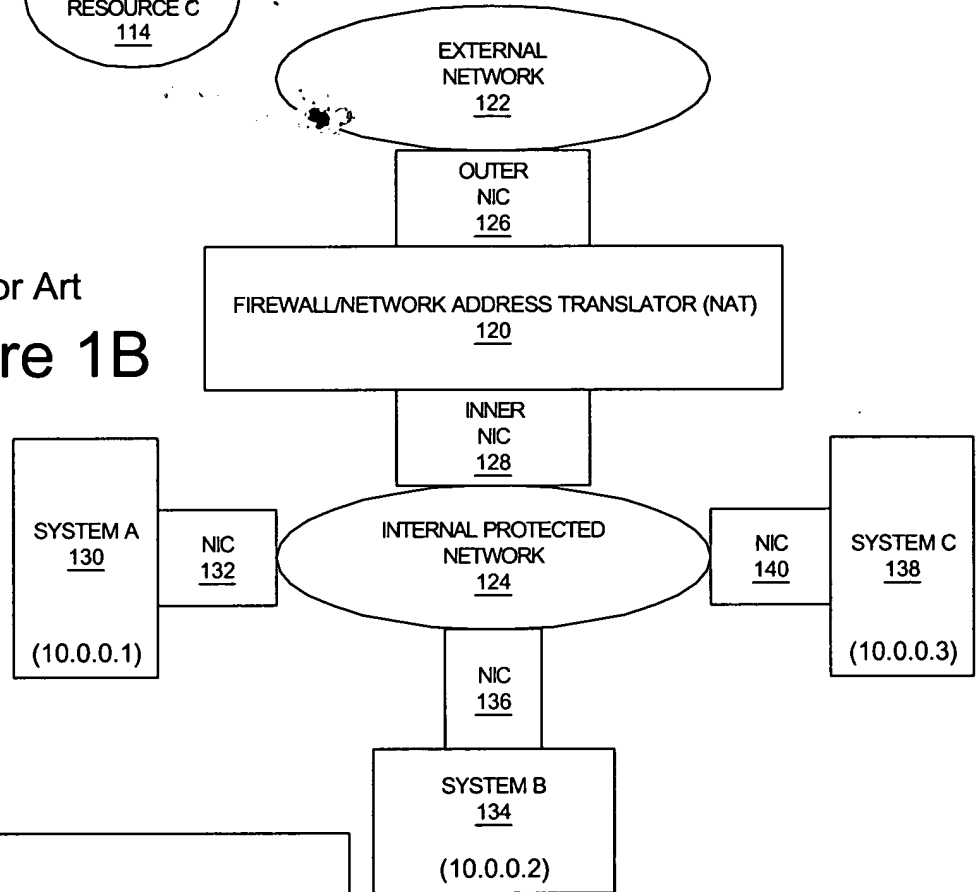 RESOURCE C
114
EXTERNAL
NETWORK
122
OUTER
NIC
126
or Art
re 1B
FIREWALL/NETWORK ADDRESS TRANSLATOR (NAT)
120
INNER
NIC
128
SYSTEM A
130
(10.0.0.1)
NIC
132
INTERNAL PROTECTED
NETWORK
124
NIC
140
SYSTEM C
138
(10.0.0.3)
NIC
136
SYSTEM B
134
(10.0.0.2)